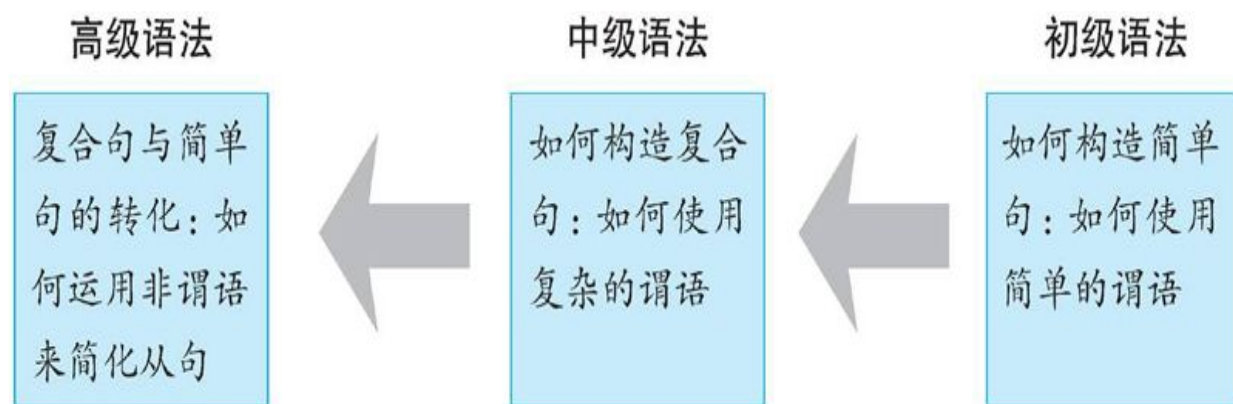 高级语法
复合句与简单
句的转化：如
何运用非谓语
来简化从句
中级语法
如何构造复合
句：如何使用
复杂的谓语
初级语法
如何构造简单
句：如何使用
简单的谓语